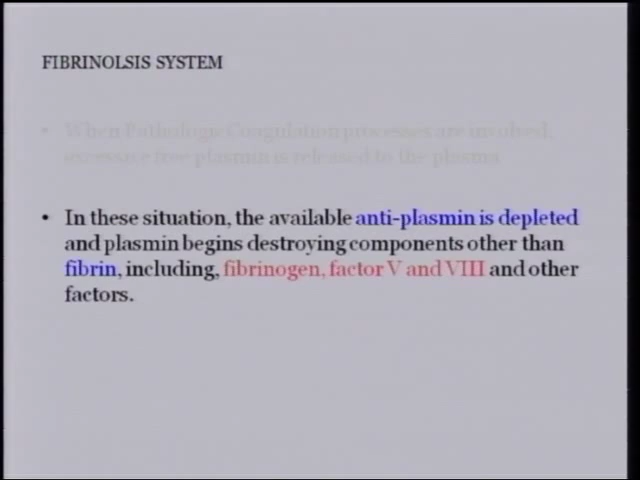 FIBRINOLSIS SYSTEM
• When Pathologic Coagulation processes are involved,
excessive free plasmin is released to the plasma
• In these situation, the available anti-plasmin is depleted
and plasmin begins destroying components other than
fibrin, including, fibrinogen, factor V and VIII and other
factors.